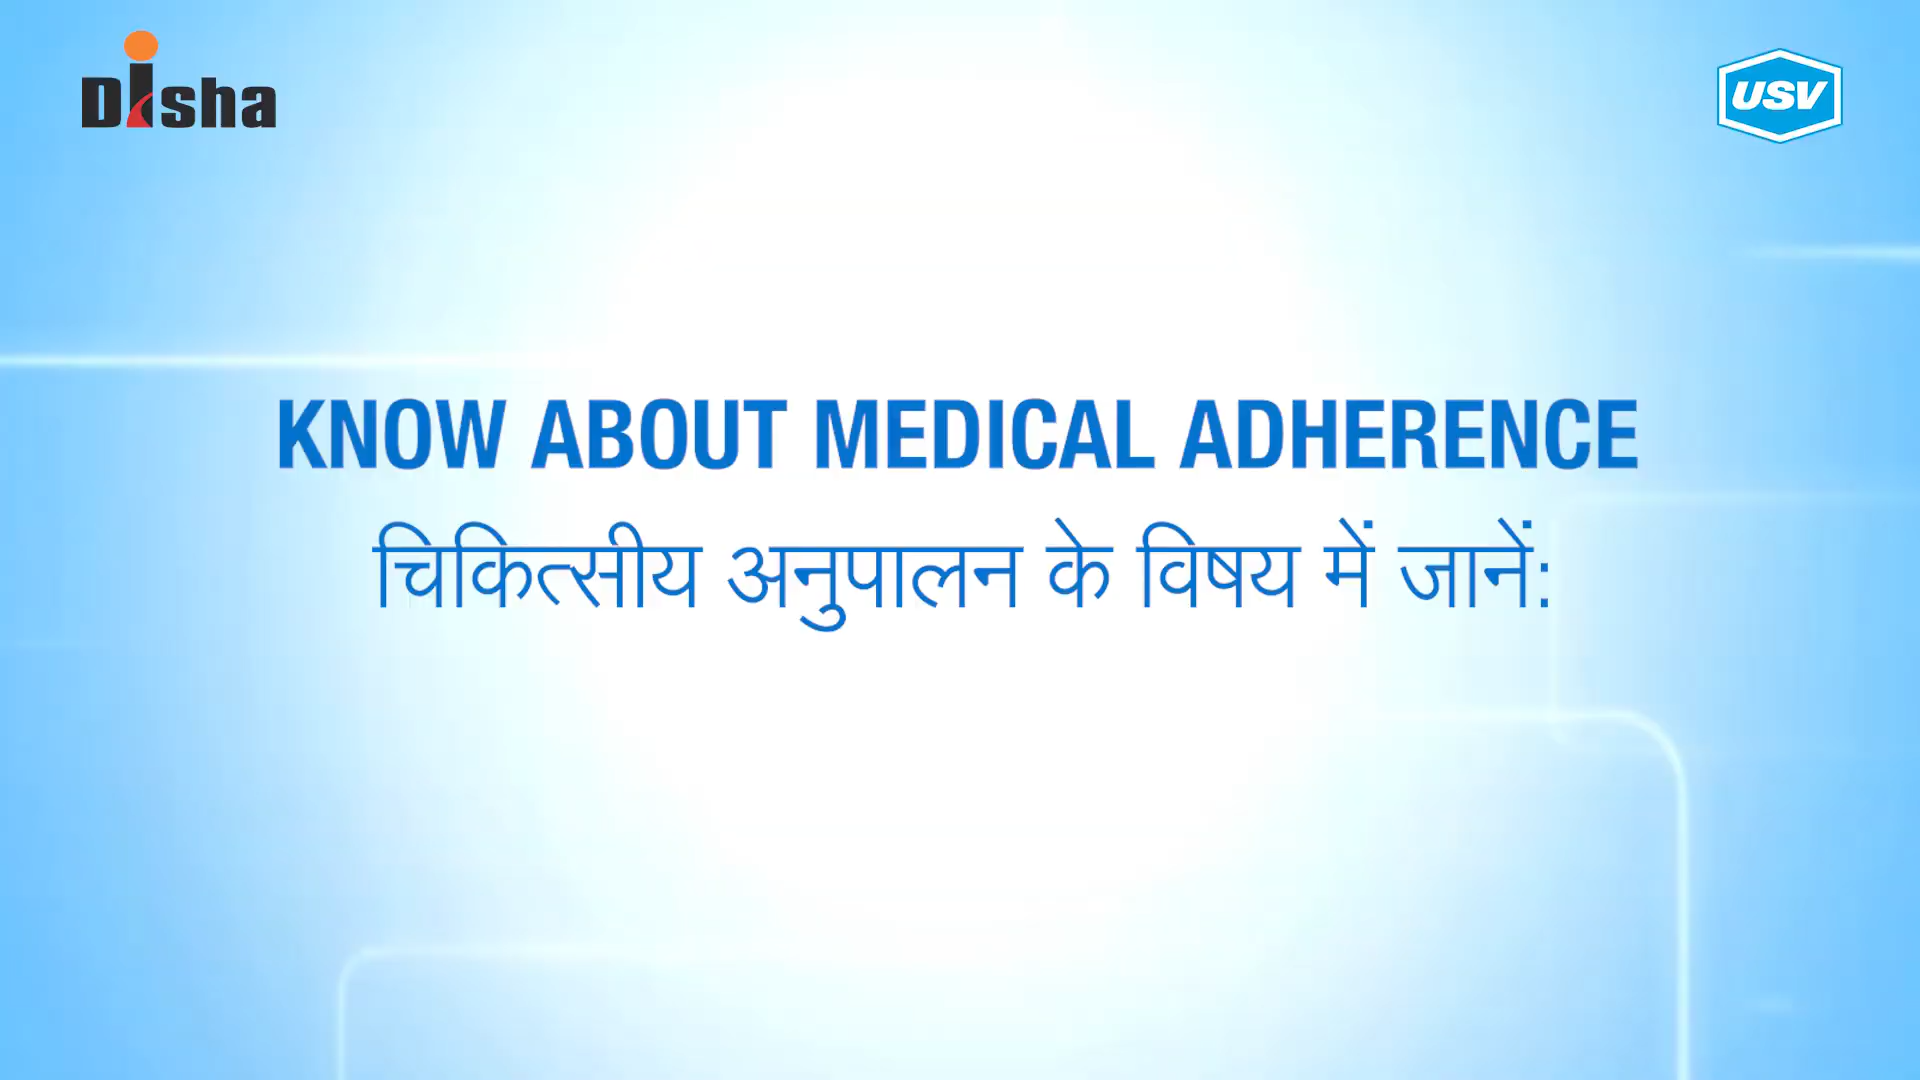 Disha
USV
KNOW ABOUT MEDICAL ADHERENCE
चिकित्सीय अनुपालन के विषय में जानें: